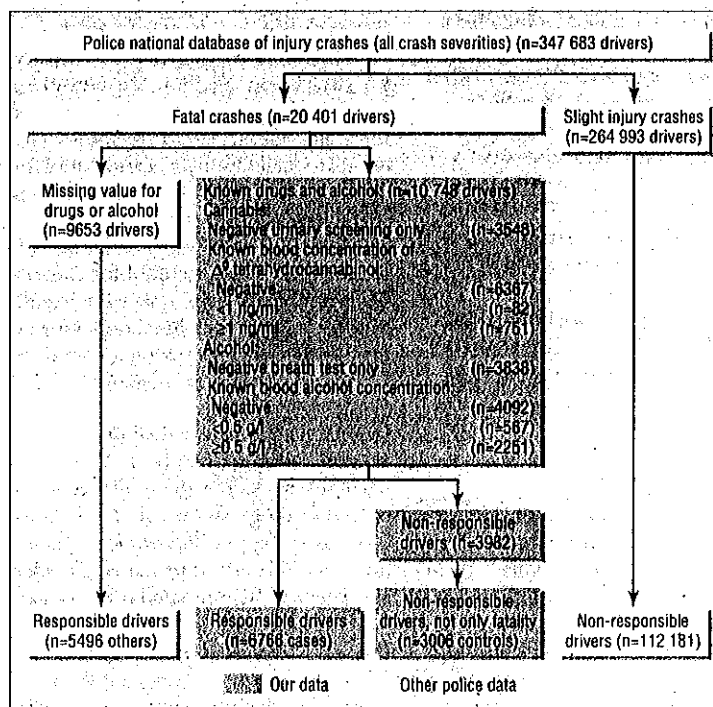 Police national database of injury crashes (all crash severities) (n=347 683 drivers)
Fatal crashes (n=20 401 drivers)
Slight injury crashes
(n=264 993 drivers)
Missing value for
drugs or alcohol
(n=9653 drivers)
Known drugs and alcohol (n=10 748 drivers)
Cannabis
Negative urinary screening only (n=3548)
Known blood concentration of
Δ⁹ tetrahydrocannabinol
Negative (n=6367)
<1 ng/ml (n=82)
≥1 ng/ml (n=751)
Alcohol
Negative breath test only (n=3838)
Known blood alcohol concentration
Negative (n=4092)
<0.5 g/l (n=567)
≥0.5 g/l (n=2251)
Non-responsible
drivers (n=3982)
Responsible drivers
(n=5496 others)
Responsible drivers
(n=6766 cases)
Non-responsible
drivers, not only fatality
(n=3006 controls)
Non-responsible
drivers (n=112 181)
Our data
Other police data